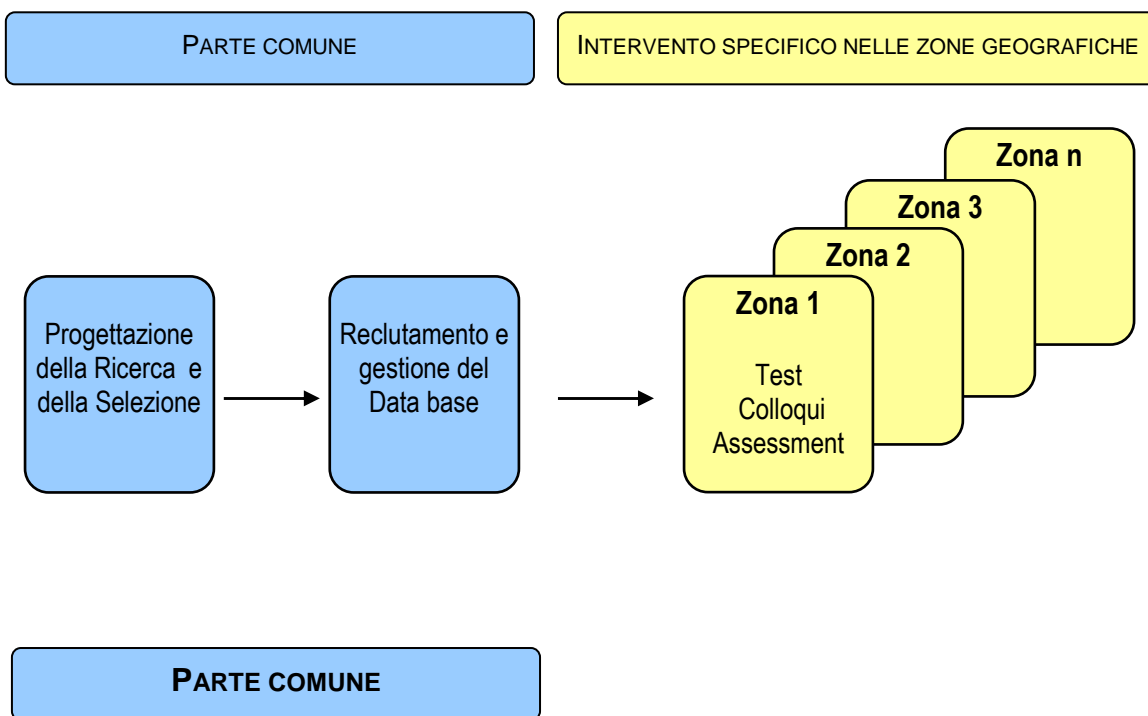 PARTE COMUNE
INTERVENTO SPECIFICO NELLE ZONE GEOGRAFICHE
Zona n
Zona 3
Zona 2
Zona 1
Test
Colloqui
Assessment
Progettazione
della Ricerca e
della Selezione
Reclutamento e
gestione del
Data base
PARTE COMUNE